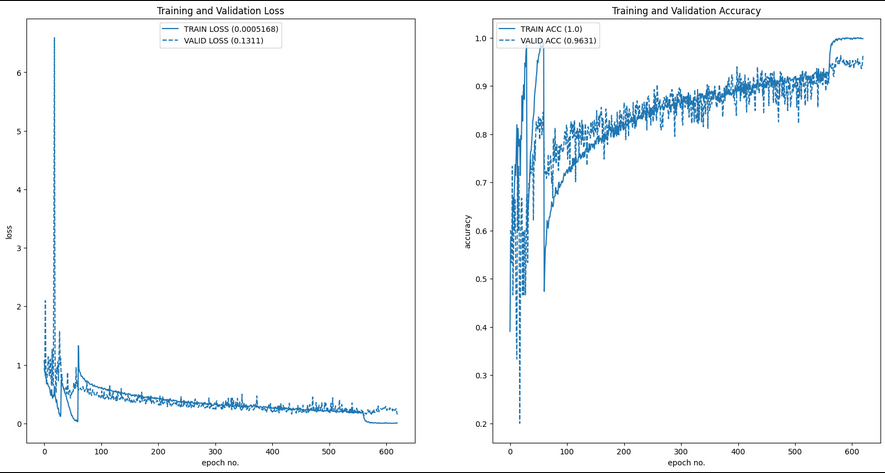 Training and Validation Loss
TRAIN LOSS (0.0005168)
VALID LOSS (0.1311)
6
5
4
3
2
1
0
loss
0 100 200 300 400 500 600
epoch no.
Training and Validation Accuracy
TRAIN ACC (1.0)
VALID ACC (0.9631)
1.0
0.9
0.8
0.7
0.6
0.5
0.4
0.3
0.2
accuracy
0 100 200 300 400 500 600
epoch no.